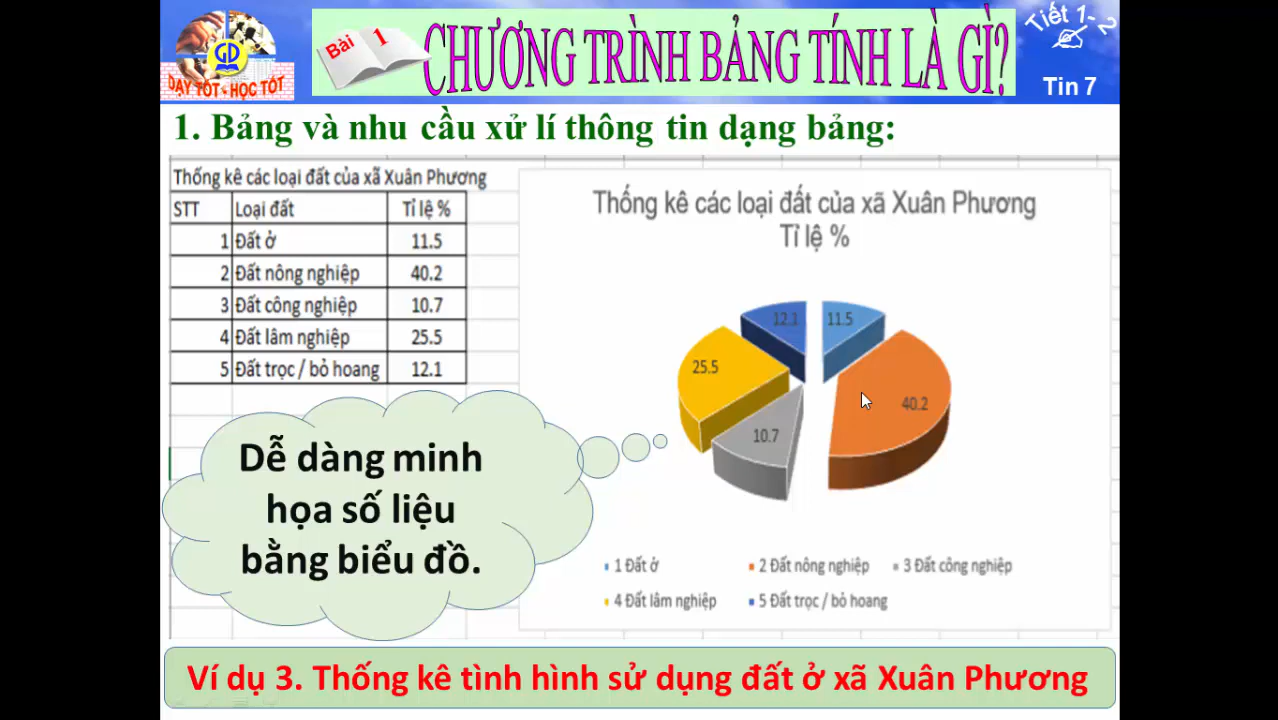 GD
DẠY TỐT - HỌC TỐT
Bài 1
CHƯƠNG TRÌNH BẢNG TÍNH LÀ GÌ?
Tiết 1-2
Tin 7
1. Bảng và nhu cầu xử lí thông tin dạng bảng:
Thống kê các loại đất của xã Xuân Phương
STT Loại đất Tỉ lệ %
1 Đất ở 11.5
2 Đất nông nghiệp 40.2
3 Đất công nghiệp 10.7
4 Đất lâm nghiệp 25.5
5 Đất trọc / bỏ hoang 12.1
Thống kê các loại đất của xã Xuân Phương
Tỉ lệ %
12.1 11.5
25.5
40.2
10.7
1 Đất ở 2 Đất nông nghiệp 3 Đất công nghiệp
4 Đất lâm nghiệp 5 Đất trọc / bỏ hoang
Dễ dàng minh
họa số liệu
bằng biểu đồ.
Ví dụ 3. Thống kê tình hình sử dụng đất ở xã Xuân Phương